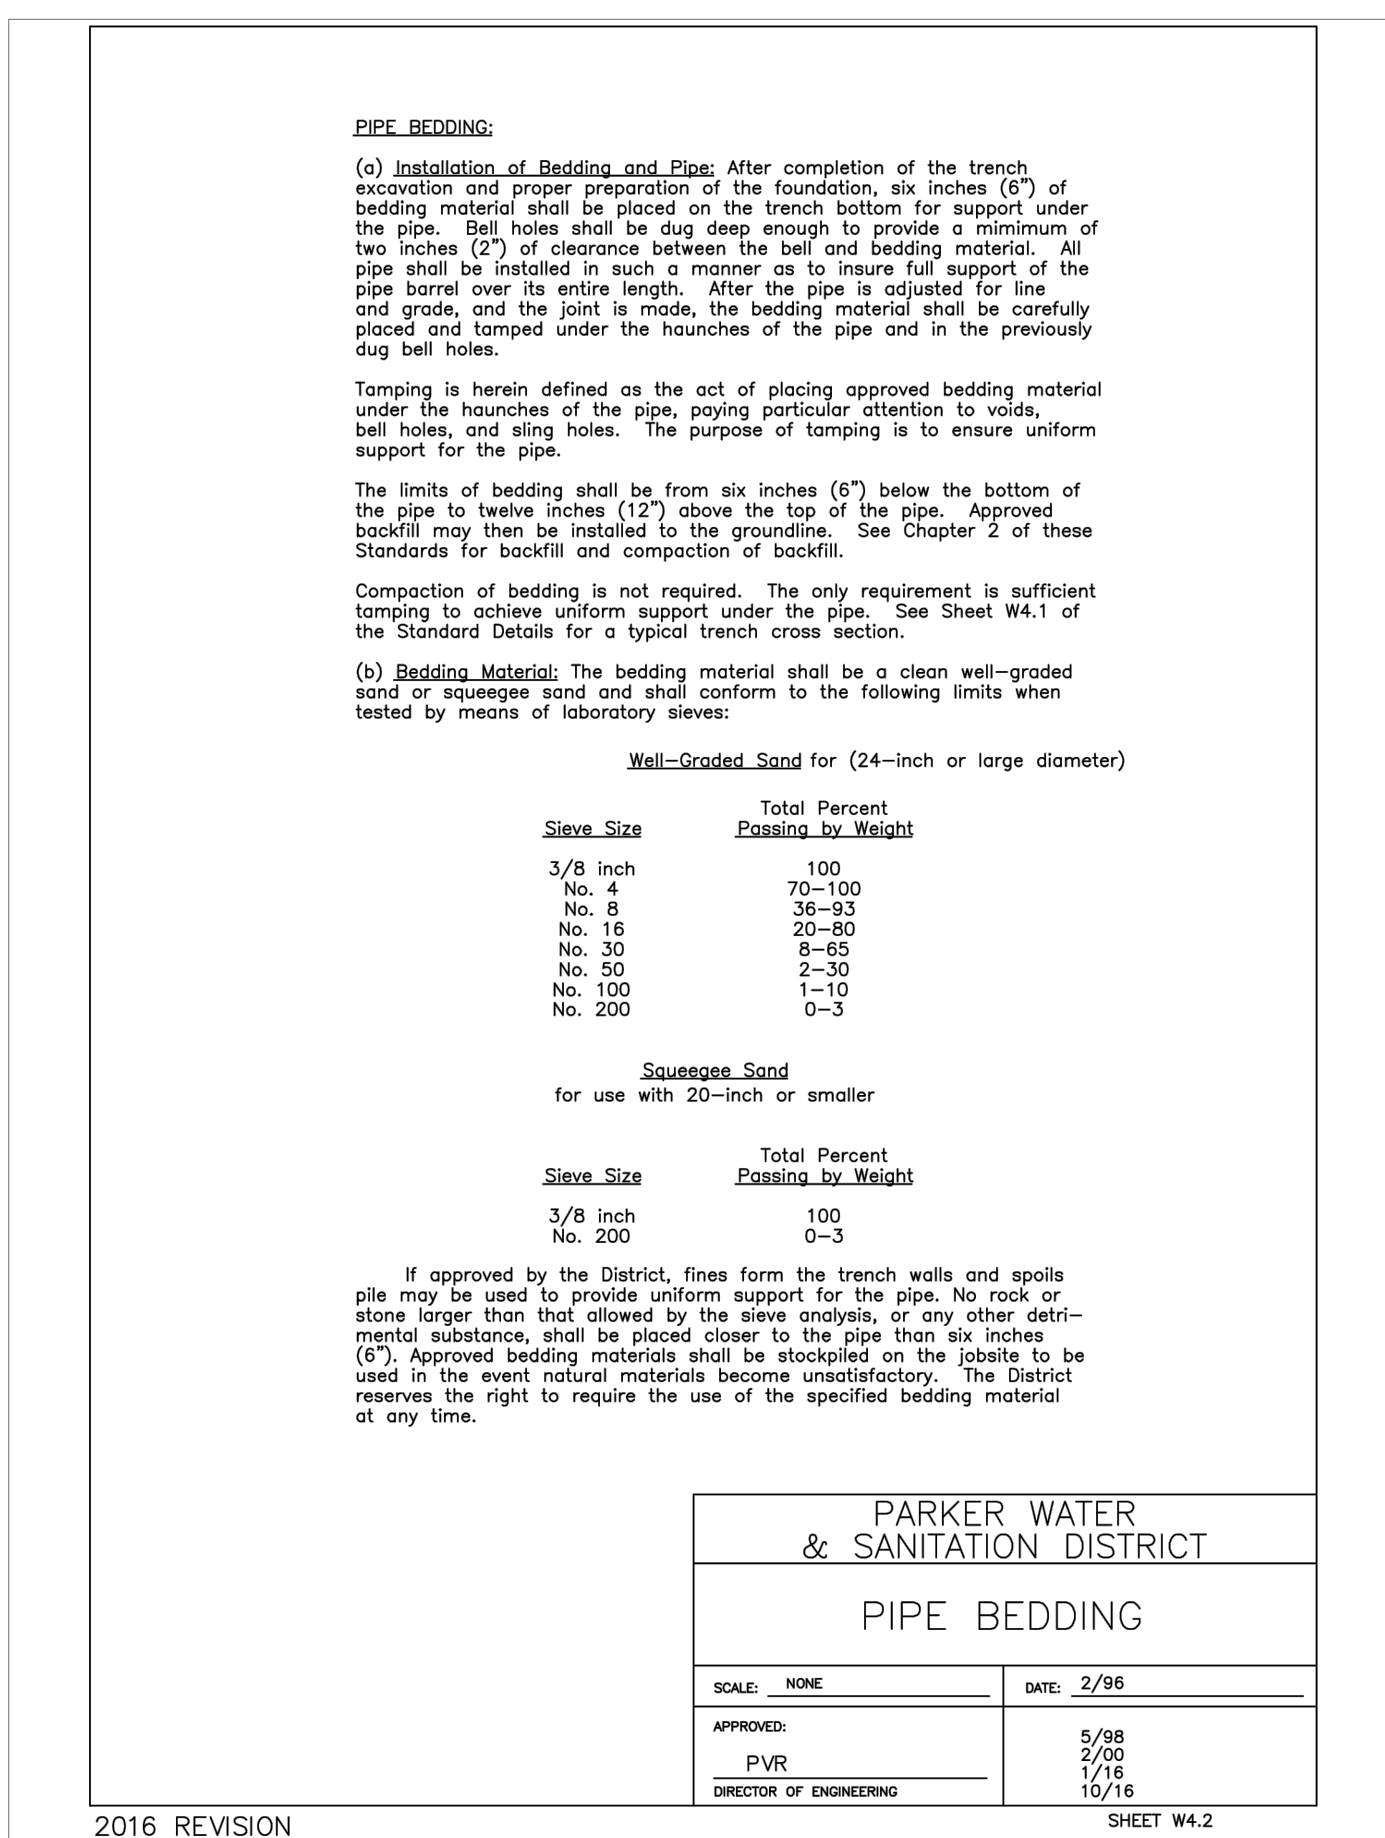 PIPE BEDDING:
(a) Installation of Bedding and Pipe: After completion of the trench
excavation and proper preparation of the foundation, six inches (6") of
bedding material shall be placed on the trench bottom for support under
the pipe. Bell holes shall be dug deep enough to provide a mimimum of
two inches (2") of clearance between the bell and bedding material. All
pipe shall be installed in such a manner as to insure full support of the
pipe barrel over its entire length. After the pipe is adjusted for line
and grade, and the joint is made, the bedding material shall be carefully
placed and tamped under the haunches of the pipe and in the previously
dug bell holes.
Tamping is herein defined as the act of placing approved bedding material
under the haunches of the pipe, paying particular attention to voids,
bell holes, and sling holes. The purpose of tamping is to ensure uniform
support for the pipe.
The limits of bedding shall be from six inches (6") below the bottom of
the pipe to twelve inches (12") above the top of the pipe. Approved
backfill may then be installed to the groundline. See Chapter 2 of these
Standards for backfill and compaction of backfill.
Compaction of bedding is not required. The only requirement is sufficient
tamping to achieve uniform support under the pipe. See Sheet W4.1 of
the Standard Details for a typical trench cross section.
(b) Bedding Material: The bedding material shall be a clean well-graded
sand or squeegee sand and shall conform to the following limits when
tested by means of laboratory sieves:
Well-Graded Sand for (24-inch or large diameter)
Total Percent
Sieve Size Passing by Weight
3/8 inch 100
No. 4 70-100
No. 8 36-93
No. 16 20-80
No. 30 8-65
No. 50 2-30
No. 100 1-10
No. 200 0-3
Squeegee Sand
for use with 20-inch or smaller
Total Percent
Sieve Size Passing by Weight
3/8 inch 100
No. 200 0-3
If approved by the District, fines form the trench walls and spoils
pile may be used to provide uniform support for the pipe. No rock or
stone larger than that allowed by the sieve analysis, or any other detri-
mental substance, shall be placed closer to the pipe than six inches
(6"). Approved bedding materials shall be stockpiled on the jobsite to be
used in the event natural materials become unsatisfactory. The District
reserves the right to require the use of the specified bedding material
at any time.
PARKER WATER
& SANITATION DISTRICT
PIPE BEDDING
SCALE: NONE DATE: 2/96
APPROVED:
PVR
DIRECTOR OF ENGINEERING
5/98
2/00
1/16
10/16
2016 REVISION
SHEET W4.2